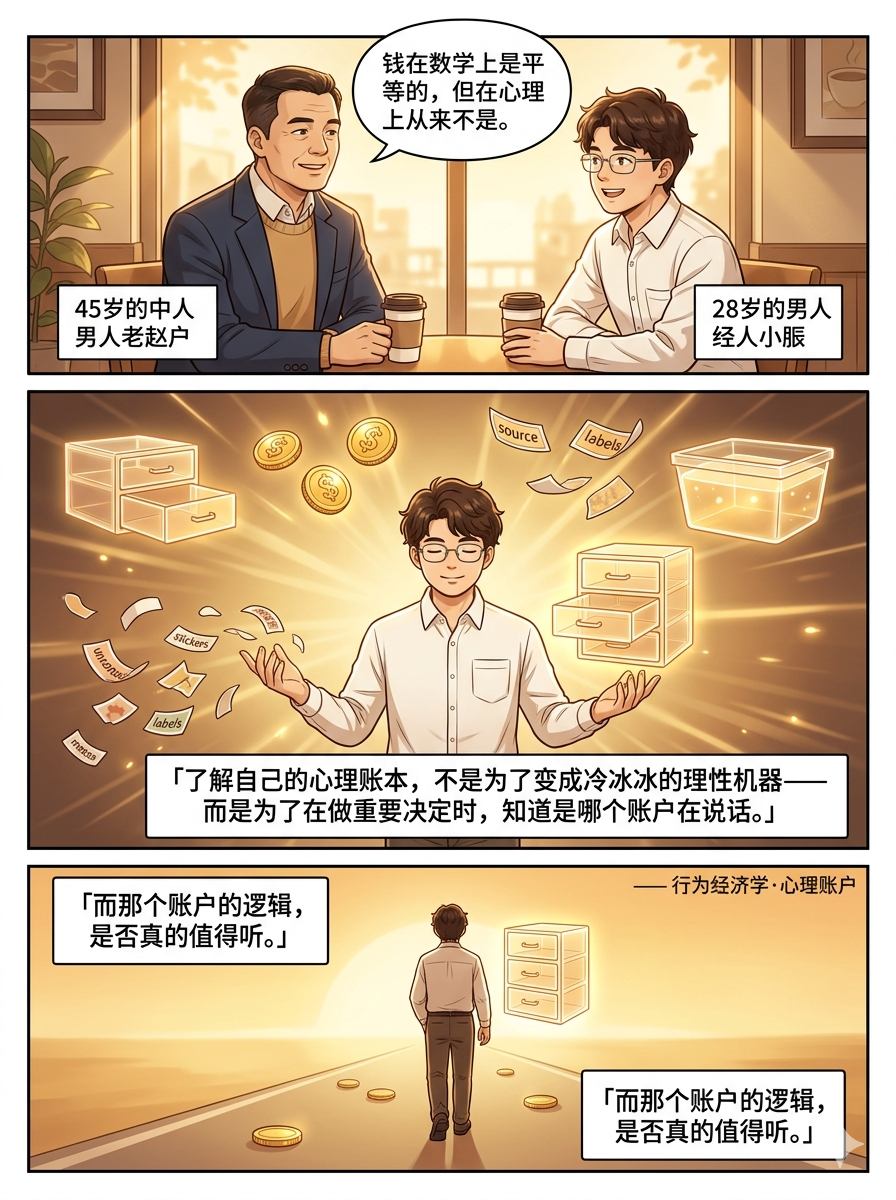 钱在数学上是平
等的，但在心理
上从来不是。
45岁的中人
男人老赵户
28岁的男人
经人小脤
source
labels
stickers
labels
「了解自己的心理账本，不是为了变成冷冰冰的理性机器——
而是为了在做重要决定时，知道是哪个账户在说话。」
「而那个账户的逻辑，
是否真的值得听。」
—— 行为经济学·心理账户
「而那个账户的逻辑，
是否真的值得听。」